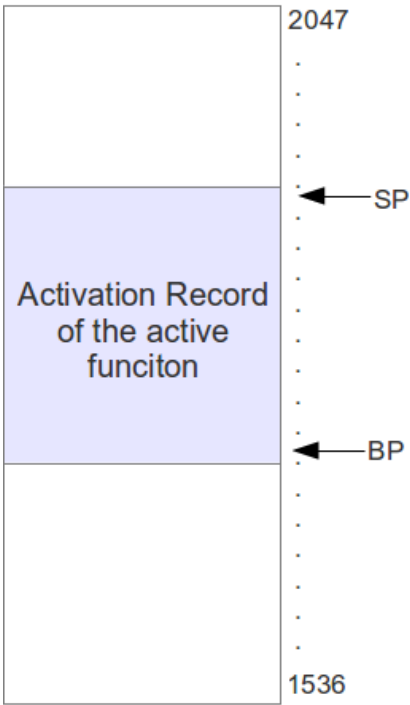 2047
SP
Activation Record
of the active
funciton
BP
1536